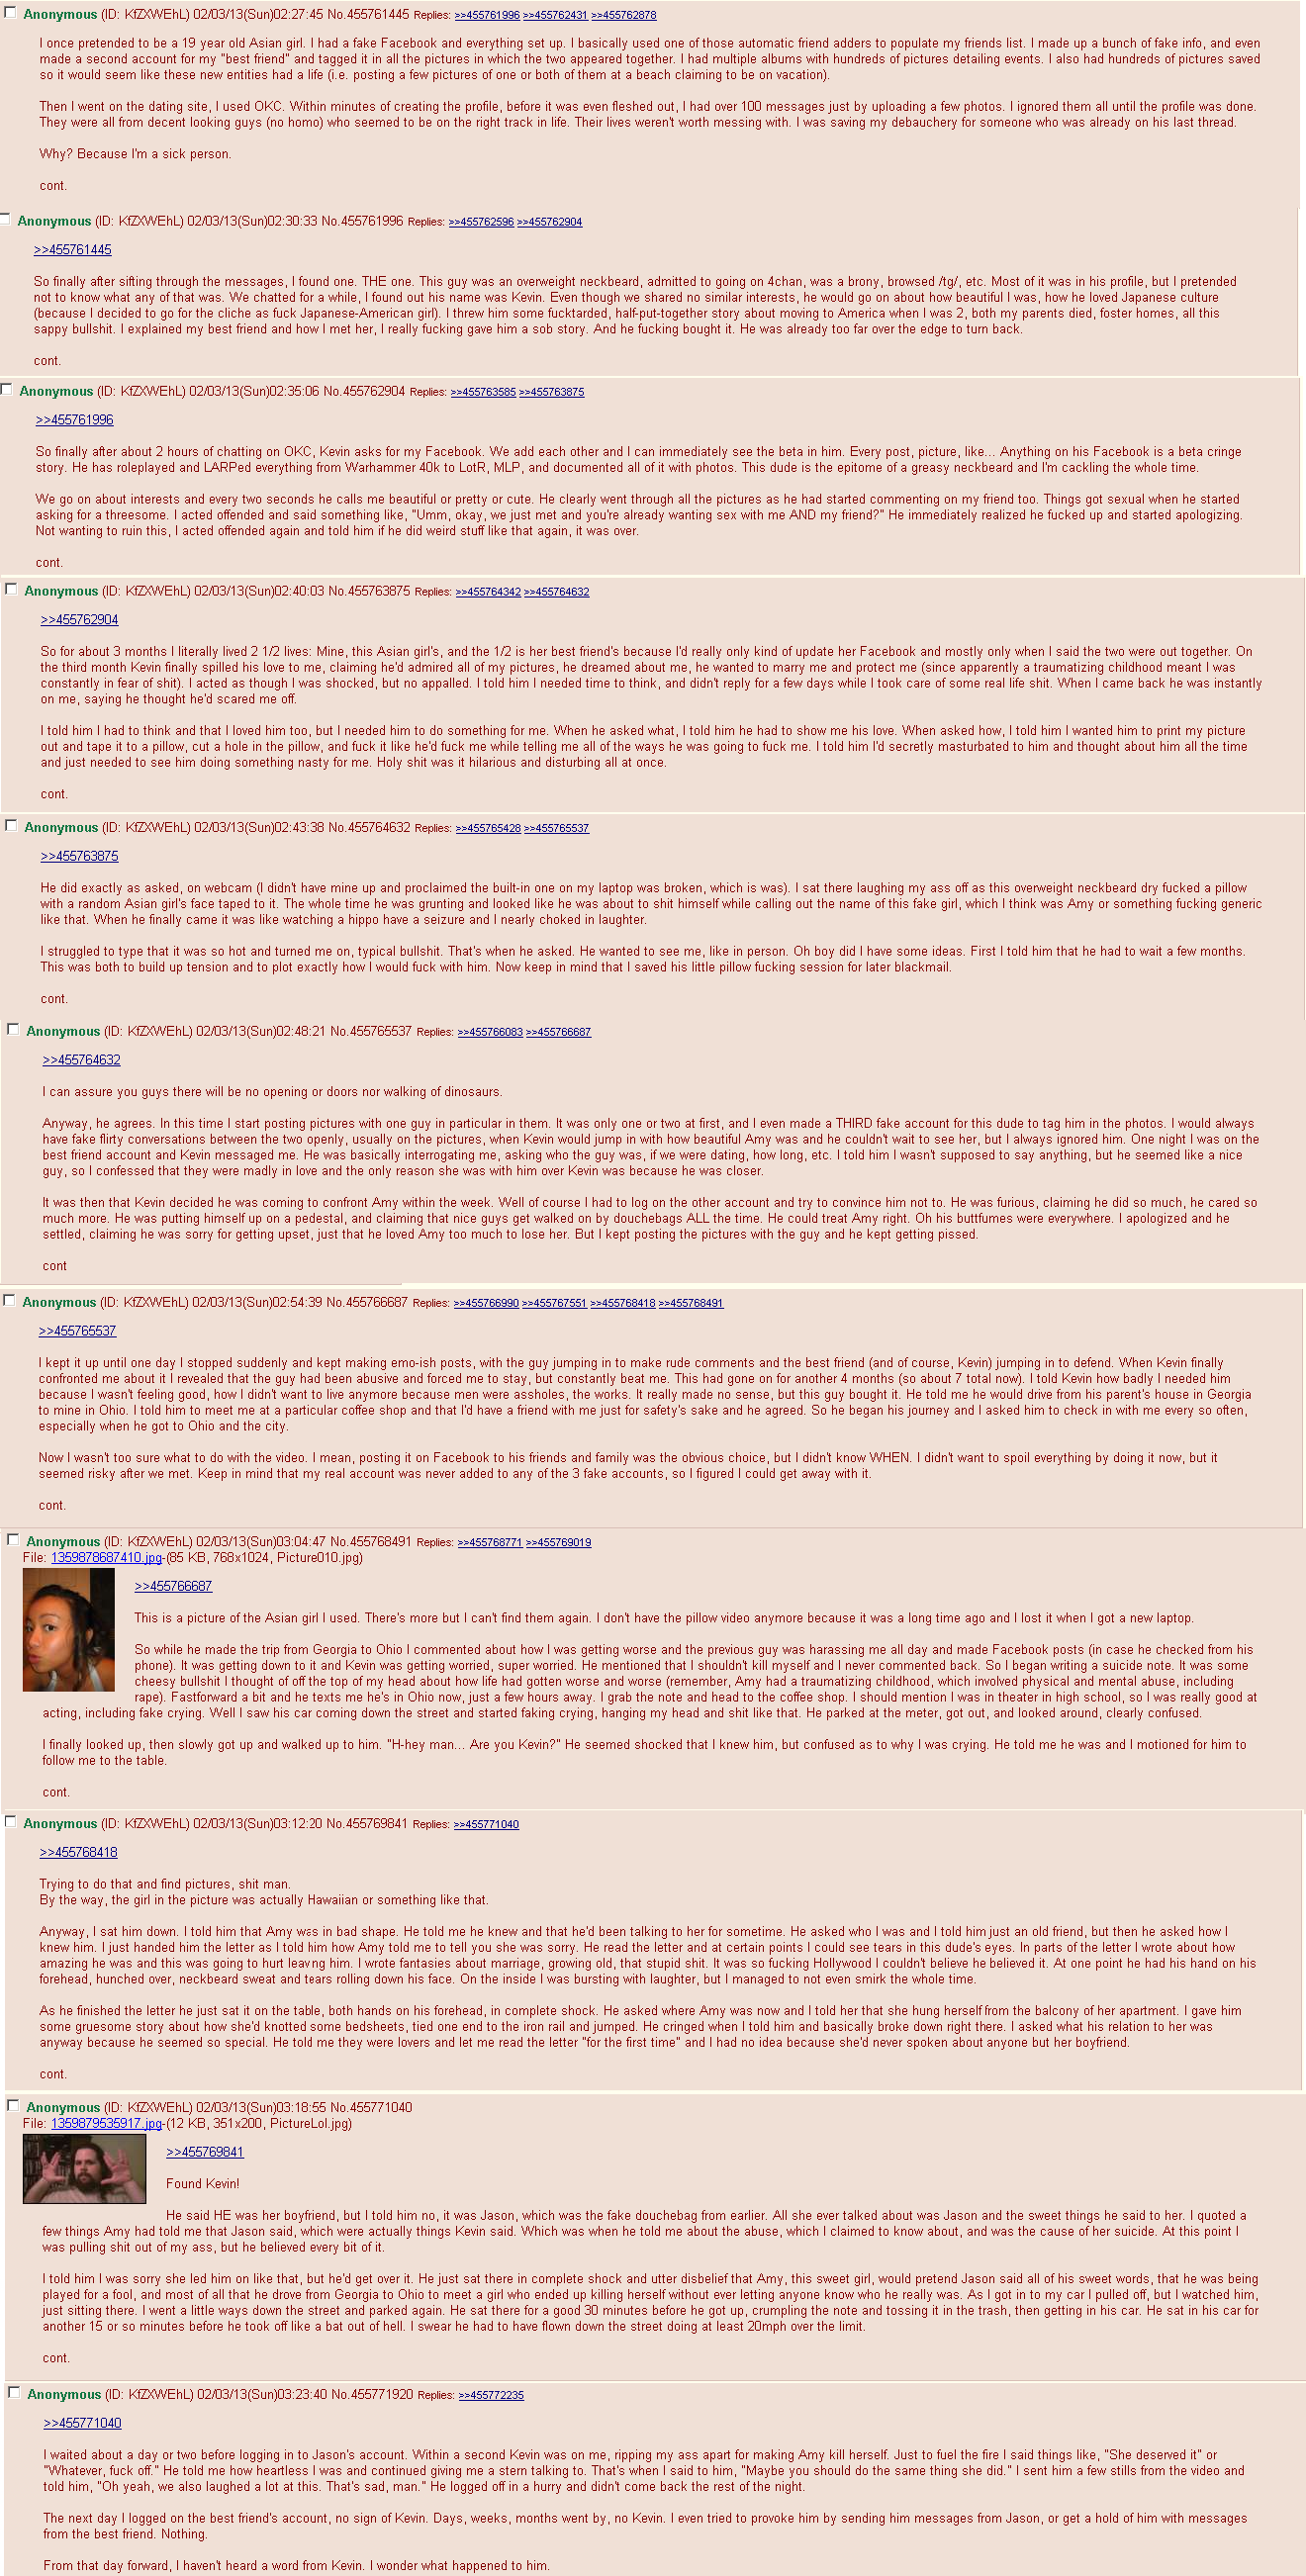 Anonymous (ID: KfZXWEhL) 02/03/13(Sun)02:27:45 No.455761445 Replies: >>455761996 >>455762431 >>455762878
I once pretended to be a 19 year old Asian girl. I had a fake Facebook and everything set up. I basically used one of those automatic friend adders to populate my friends list. I made up a bunch of fake info, and even
made a second account for my "best friend" and tagged it in all the pictures in which the two appeared together. I had multiple albums with hundreds of pictures detailing events. I also had hundreds of pictures saved
so it would seem like these new entities had a life (i.e. posting a few pictures of one or both of them at a beach claiming to be on vacation).
Then I went on the dating site, I used OKC. Within minutes of creating the profile, before it was even fleshed out, I had over 100 messages just by uploading a few photos. I ignored them all until the profile was done.
They were all from decent looking guys (no homo) who seemed to be on the right track in life. Their lives weren't worth messing with. I was saving my debauchery for someone who was already on his last thread.
Why? Because I'm a sick person.
cont.
Anonymous (ID: KfZXWEhL) 02/03/13(Sun)02:30:33 No.455761996 Replies: >>455762596 >>455762904
>>455761445
So finally after sifting through the messages, I found one. THE one. This guy was an overweight neckbeard, admitted to going on 4chan, was a brony, browsed /tg/, etc. Most of it was in his profile, but I pretended
not to know what any of that was. We chatted for a while, I found out his name was Kevin. Even though we shared no similar interests, he would go on about how beautiful I was, how he loved Japanese culture
(because I decided to go for the cliche as fuck Japanese-American girl). I threw him some fucktarded, half-put-together story about moving to America when I was 2, both my parents died, foster homes, all this
sappy bullshit. I explained my best friend and how I met her, I really fucking gave him a sob story. And he fucking bought it. He was already too far over the edge to turn back.
cont.
Anonymous (ID: KfZXWEhL) 02/03/13(Sun)02:35:06 No.455762904 Replies: >>455763585 >>455763875
>>455761996
So finally after about 2 hours of chatting on OKC, Kevin asks for my Facebook. We add each other and I can immediately see the beta in him. Every post, picture, like... Anything on his Facebook is a beta cringe
story. He has roleplayed and LARPed everything from Warhammer 40k to LotR, MLP, and documented all of it with photos. This dude is the epitome of a greasy neckbeard and I'm cackling the whole time.
We go on about interests and every two seconds he calls me beautiful or pretty or cute. He clearly went through all the pictures as he had started commenting on my friend too. Things got sexual when he started
asking for a threesome. I acted offended and said something like, "Umm, okay, we just met and you're already wanting sex with me AND my friend?" He immediately realized he fucked up and started apologizing.
Not wanting to ruin this, I acted offended again and told him if he did weird stuff like that again, it was over.
cont.
Anonymous (ID: KfZXWEhL) 02/03/13(Sun)02:40:03 No.455763875 Replies: >>455764342 >>455764632
>>455762904
So for about 3 months I literally lived 2 1/2 lives: Mine, this Asian girl's, and the 1/2 is her best friend's because I'd really only kind of update her Facebook and mostly only when I said the two were out together. On
the third month Kevin finally spilled his love to me, claiming he'd admired all of my pictures, he dreamed about me, he wanted to marry me and protect me (since apparently a traumatizing childhood meant I was
constantly in fear of shit). I acted as though I was shocked, but no appalled. I told him I needed time to think, and didn't reply for a few days while I took care of some real life shit. When I came back he was instantly
on me, saying he thought he'd scared me off.
I told him I had to think and that I loved him too, but I needed him to do something for me. When he asked what, I told him he had to show me his love. When asked how, I told him I wanted him to print my picture
out and tape it to a pillow, cut a hole in the pillow, and fuck it like he'd fuck me while telling me all of the ways he was going to fuck me. I told him I'd secretly masturbated to him and thought about him all the time
and just needed to see him doing something nasty for me. Holy shit was it hilarious and disturbing all at once.
cont.
Anonymous (ID: KfZXWEhL) 02/03/13(Sun)02:43:38 No.455764632 Replies: >>455765428 >>455765537
>>455763875
He did exactly as asked, on webcam (I didn't have mine up and proclaimed the built-in one on my laptop was broken, which is was). I sat there laughing my ass off as this overweight neckbeard dry fucked a pillow
with a random Asian girl's face taped to it. The whole time he was grunting and looked like he was about to shit himself while calling out the name of this fake girl, which I think was Amy or something fucking generic
like that. When he finally came it was like watching a hippo have a seizure and I nearly choked in laughter.
I struggled to type that it was so hot and turned me on, typical bullshit. That's when he asked. He wanted to see me, like in person. Oh boy did I have some ideas. First I told him that he had to wait a few months.
This was both to build up tension and to plot exactly how I would fuck with him. Now keep in mind that I saved his little pillow fucking session for later blackmail.
cont.
Anonymous (ID: KfZXWEhL) 02/03/13(Sun)02:48:21 No.455765537 Replies: >>455766083 >>455766687
>>455764632
I can assure you guys there will be no opening or doors nor walking of dinosaurs.
Anyway, he agrees. In this time I start posting pictures with one guy in particular in them. It was only one or two at first, and I even made a THIRD fake account for this dude to tag him in the photos. I would always
have fake flirty conversations between the two openly, usually on the pictures, when Kevin would jump in with how beautiful Amy was and he couldn't wait to see her, but I always ignored him. One night I was on the
best friend account and Kevin messaged me. He was basically interrogating me, asking who the guy was, if we were dating, how long, etc. I told him I wasn't supposed to say anything, but he seemed like a nice
guy, so I confessed that they were madly in love and the only reason she was with him over Kevin was because he was closer.
It was then that Kevin decided he was coming to confront Amy within the week. Well of course I had to log on the other account and try to convince him not to. He was furious, claiming he did so much, he cared so
much more. He was putting himself up on a pedestal, and claiming that nice guys get walked on by douchebags ALL the time. He could treat Amy right. Oh his buttfumes were everywhere. I apologized and he
settled, claiming he was sorry for getting upset, just that he loved Amy too much to lose her. But I kept posting the pictures with the guy and he kept getting pissed.
cont
Anonymous (ID: KfZXWEhL) 02/03/13(Sun)02:54:39 No.455766687 Replies: >>455766990 >>455767551 >>455768418 >>455768491
>>455765537
I kept it up until one day I stopped suddenly and kept making emo-ish posts, with the guy jumping in to make rude comments and the best friend (and of course, Kevin) jumping in to defend. When Kevin finally
confronted me about it I revealed that the guy had been abusive and forced me to stay, but constantly beat me. This had gone on for another 4 months (so about 7 total now). I told Kevin how badly I needed him
because I wasn't feeling good, how I didn't want to live anymore because men were assholes, the works. It really made no sense, but this guy bought it. He told me he would drive from his parent's house in Georgia
to mine in Ohio. I told him to meet me at a particular coffee shop and that I'd have a friend with me just for safety's sake and he agreed. So he began his journey and I asked him to check in with me every so often,
especially when he got to Ohio and the city.
Now I wasn't too sure what to do with the video. I mean, posting it on Facebook to his friends and family was the obvious choice, but I didn't know WHEN. I didn't want to spoil everything by doing it now, but it
seemed risky after we met. Keep in mind that my real account was never added to any of the 3 fake accounts, so I figured I could get away with it.
cont.
Anonymous (ID: KfZXWEhL) 02/03/13(Sun)03:04:47 No.455768491 Replies: >>455768771 >>455769019
File: 1359878687410.jpg-(85 KB, 768x1024, Picture010.jpg)
>>455766687
This is a picture of the Asian girl I used. There's more but I can't find them again. I don't have the pillow video anymore because it was a long time ago and I lost it when I got a new laptop.
So while he made the trip from Georgia to Ohio I commented about how I was getting worse and the previous guy was harassing me all day and made Facebook posts (in case he checked from his
phone). It was getting down to it and Kevin was getting worried, super worried. He mentioned that I shouldn't kill myself and I never commented back. So I began writing a suicide note. It was some
cheesy bullshit I thought of off the top of my head about how life had gotten worse and worse (remember, Amy had a traumatizing childhood, which involved physical and mental abuse, including
rape). Fastforward a bit and he texts me he's in Ohio now, just a few hours away. I grab the note and head to the coffee shop. I should mention I was in theater in high school, so I was really good at
acting, including fake crying. Well I saw his car coming down the street and started faking crying, hanging my head and shit like that. He parked at the meter, got out, and looked around, clearly confused.
I finally looked up, then slowly got up and walked up to him. "H-hey man... Are you Kevin?" He seemed shocked that I knew him, but confused as to why I was crying. He told me he was and I motioned for him to
follow me to the table.
cont.
Anonymous (ID: KfZXWEhL) 02/03/13(Sun)03:12:20 No.455769841 Replies: >>455771040
>>455768418
Trying to do that and find pictures, shit man.
By the way, the girl in the picture was actually Hawaiian or something like that.
Anyway, I sat him down. I told him that Amy wss in bad shape. He told me he knew and that he'd been talking to her for sometime. He asked who I was and I told him just an old friend, but then he asked how I
knew him. I just handed him the letter as I told him how Amy told me to tell you she was sorry. He read the letter and at certain points I could see tears in this dude's eyes. In parts of the letter I wrote about how
amazing he was and this was going to hurt leavng him. I wrote fantasies about marriage, growing old, that stupid shit. It was so fucking Hollywood I couldn't believe he believed it. At one point he had his hand on his
forehead, hunched over, neckbeard sweat and tears rolling down his face. On the inside I was bursting with laughter, but I managed to not even smirk the whole time.
As he finished the letter he just sat it on the table, both hands on his forehead, in complete shock. He asked where Amy was now and I told her that she hung herself from the balcony of her apartment. I gave him
some gruesome story about how she'd knotted some bedsheets, tied one end to the iron rail and jumped. He cringed when I told him and basically broke down right there. I asked what his relation to her was
anyway because he seemed so special. He told me they were lovers and let me read the letter "for the first time" and I had no idea because she'd never spoken about anyone but her boyfriend.
cont.
Anonymous (ID: KfZXWEhL) 02/03/13(Sun)03:18:55 No.455771040
File: 1359879535917.jpg-(12 KB, 351x200, PictureLol.jpg)
>>455769841
Found Kevin!
He said HE was her boyfriend, but I told him no, it was Jason, which was the fake douchebag from earlier. All she ever talked about was Jason and the sweet things he said to her. I quoted a
few things Amy had told me that Jason said, which were actually things Kevin said. Which was when he told me about the abuse, which I claimed to know about, and was the cause of her suicide. At this point I
was pulling shit out of my ass, but he believed every bit of it.
I told him I was sorry she led him on like that, but he'd get over it. He just sat there in complete shock and utter disbelief that Amy, this sweet girl, would pretend Jason said all of his sweet words, that he was being
played for a fool, and most of all that he drove from Georgia to Ohio to meet a girl who ended up killing herself without ever letting anyone know who he really was. As I got in to my car I pulled off, but I watched him,
just sitting there. I went a little ways down the street and parked again. He sat there for a good 30 minutes before he got up, crumpling the note and tossing it in the trash, then getting in his car. He sat in his car for
another 15 or so minutes before he took off like a bat out of hell. I swear he had to have flown down the street doing at least 20mph over the limit.
cont.
Anonymous (ID: KfZXWEhL) 02/03/13(Sun)03:23:40 No.455771920 Replies: >>455772235
>>455771040
I waited about a day or two before logging in to Jason's account. Within a second Kevin was on me, ripping my ass apart for making Amy kill herself. Just to fuel the fire I said things like, "She deserved it" or
"Whatever, fuck off." He told me how heartless I was and continued giving me a stern talking to. That's when I said to him, "Maybe you should do the same thing she did." I sent him a few stills from the video and
told him, "Oh yeah, we also laughed a lot at this. That's sad, man." He logged off in a hurry and didn't come back the rest of the night.
The next day I logged on the best friend's account, no sign of Kevin. Days, weeks, months went by, no Kevin. I even tried to provoke him by sending him messages from Jason, or get a hold of him with messages
from the best friend. Nothing.
From that day forward, I haven't heard a word from Kevin. I wonder what happened to him.